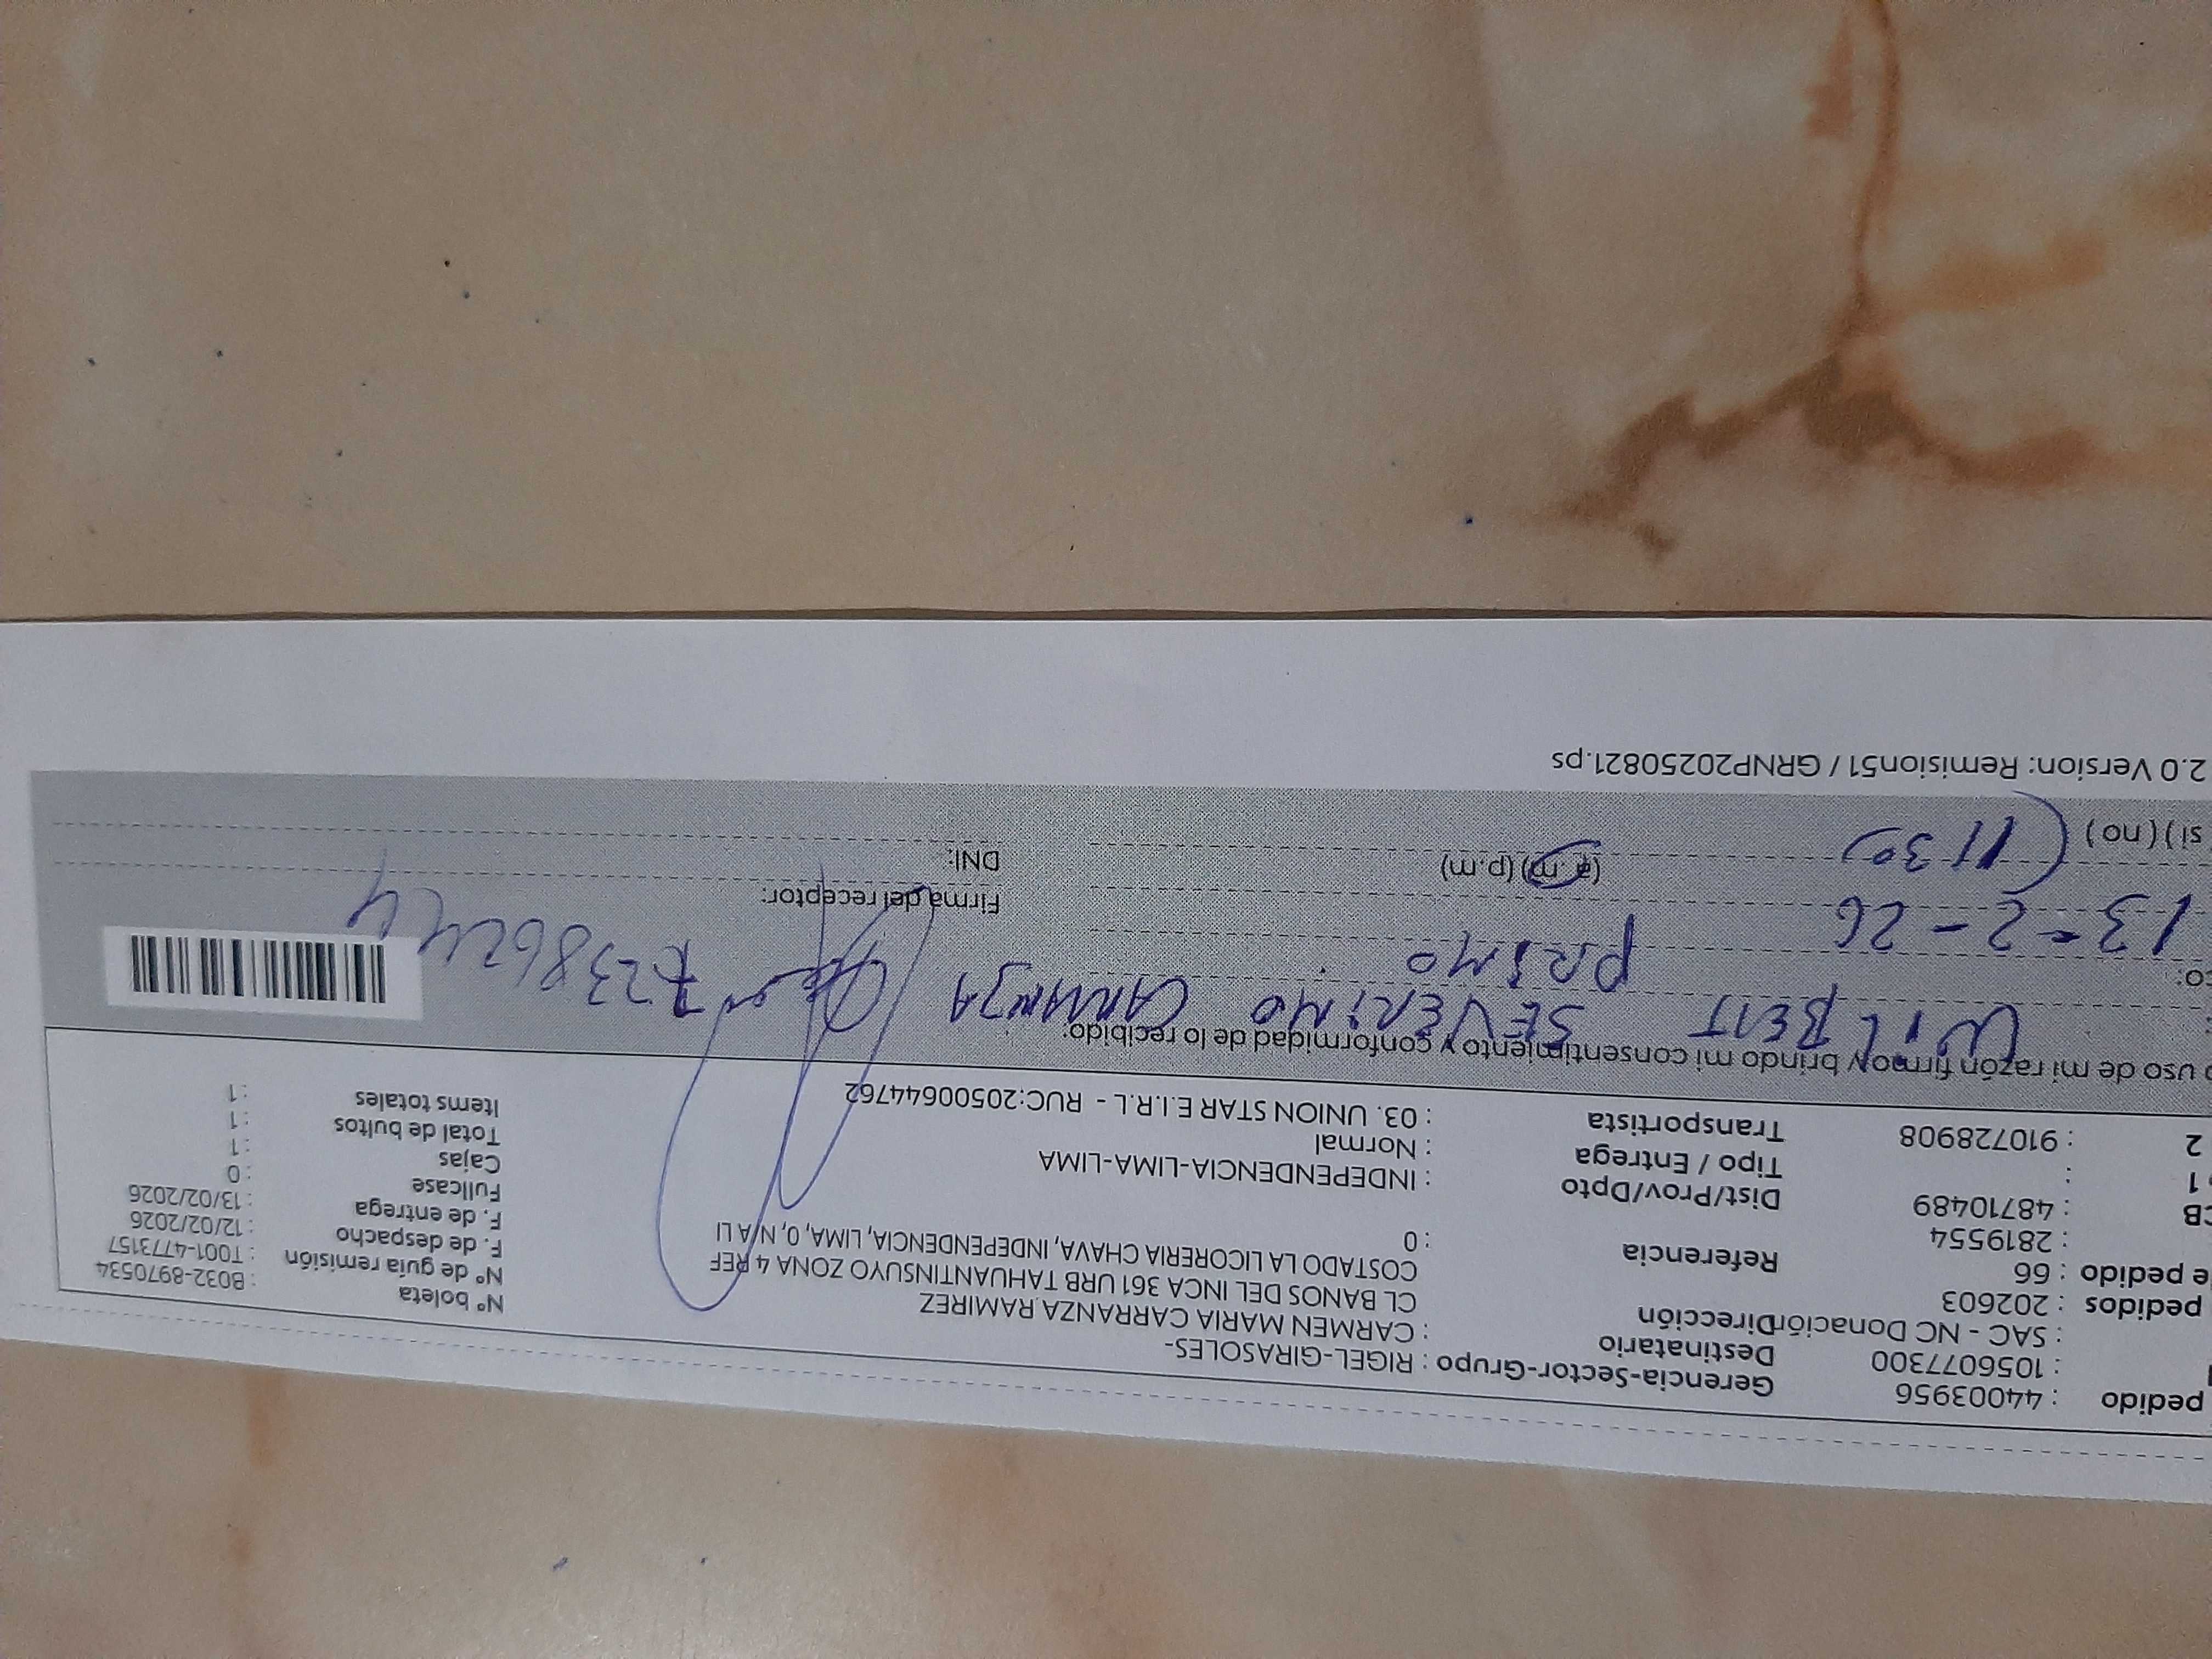 pedido : 44003956 Gerencia-Sector-Grupo : RIGEL-GIRASOLES- Nº boleta : B032-8970534
: 1056077300 Destinatario : CARMEN MARIA CARRANZA RAMIREZ Nº de guía remisión : T001-4773157
: SAC - NC Donación Dirección CL BANOS DEL INCA 361 URB TAHUANTINSUYO ZONA 4 REF F. de despacho : 12/02/2026
pedidos : 202603 COSTADO LA LICORERIA CHAVA, INDEPENDENCIA, LIMA, 0, N A LI F. de entrega : 13/02/2026
e pedido : 66 Referencia : 0 Fullcase : 0
: 2819554 Dist/Prov/Dpto : INDEPENDENCIA-LIMA-LIMA Cajas : 1
CB : 48710489 Tipo / Entrega : Normal Total de bultos : 1
1 : Transportista : 03. UNION STAR E.I.R.L - RUC:20500644762 Items totales : 1
2 : 910728908
uso de mi razón firmo y brindo mi consentimiento y conformidad de lo recibido:
WILBERT SEVERINO 72386244
co: PRIMO
13-2-26 Firma del receptor:
(a.m) (p.m) DNI:
si ) ( no ) (1130
2.0 Version: Remision51 / GRNP20250821.ps